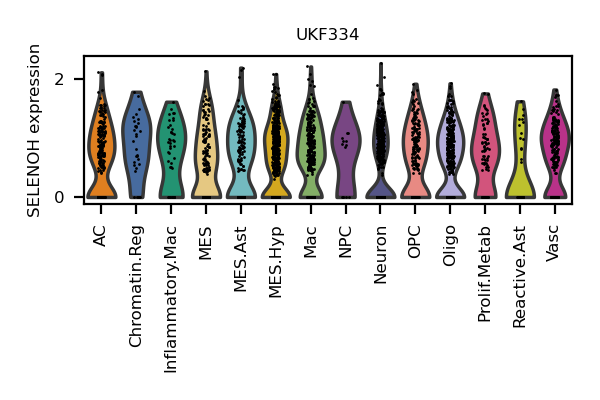 UKF334
SELENOH expression
2
0
AC
Chromatin.Reg
Inflammatory.Mac
MES
MES.Ast
MES.Hyp
Mac
NPC
Neuron
OPC
Oligo
Prolif.Metab
Reactive.Ast
Vasc